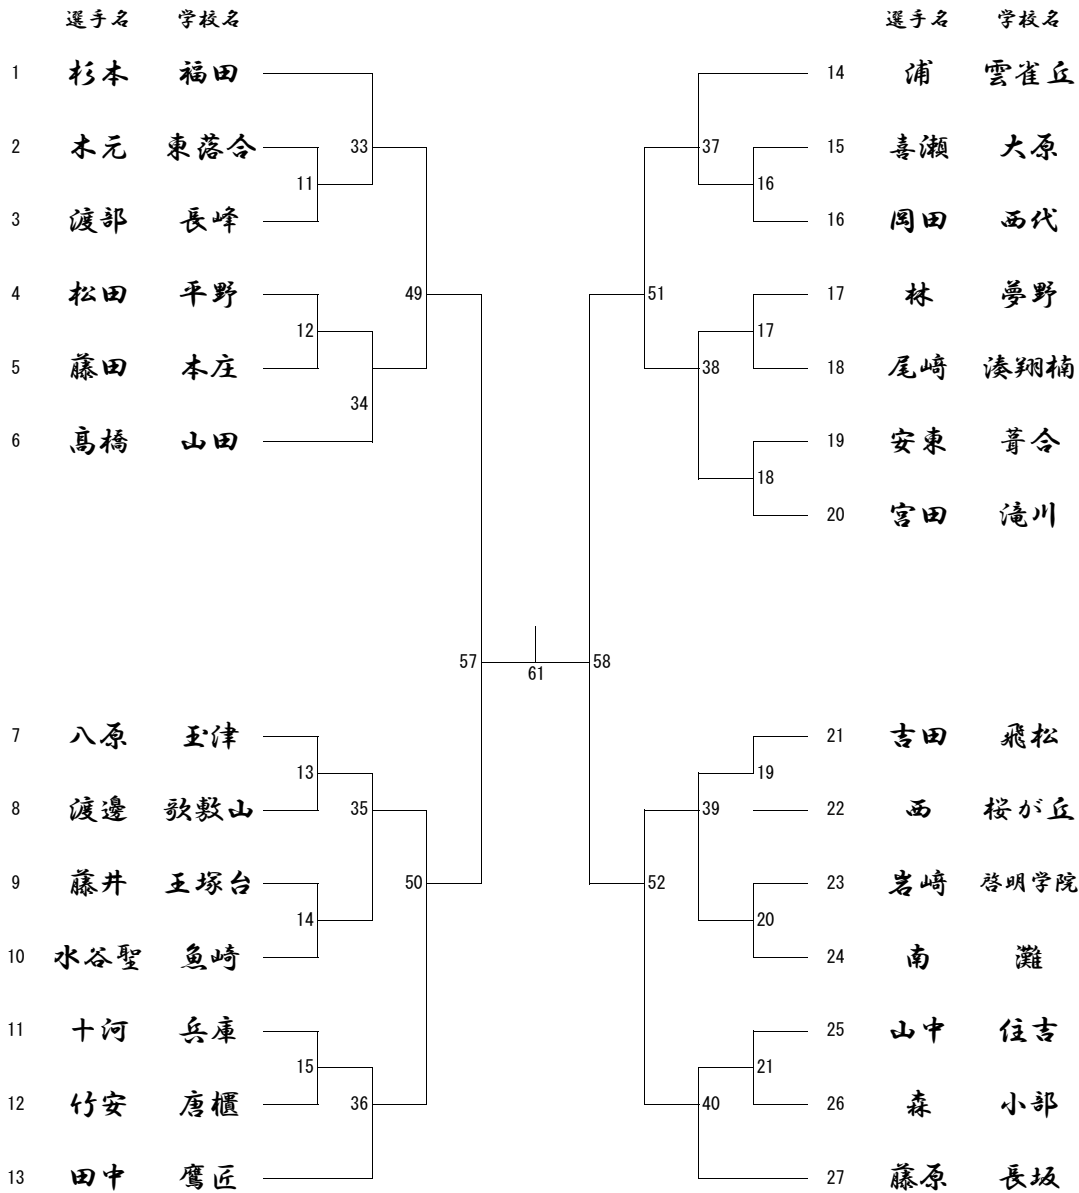 選手名 学校名 選手名 学校名
1 杉本 福田 14 浦 雲雀丘
2 木元 東落合 33 37 15 喜瀬 大原
11 16
3 渡部 長峰 16 岡田 西代
4 松田 平野 49 51 17 林 夢野
12 17
5 藤田 本庄 38 18 尾﨑 湊翔楠
34
6 髙橋 山田 19 安東 葺合
18
20 宮田 滝川
57 58
61
7 八原 玉津 21 吉田 飛松
13 19
8 渡邊 歌敷山 35 39 22 西 桜が丘
9 藤井 王塚台 50 52 23 岩﨑 啓明学院
14 20
10 水谷聖 魚崎 24 南 灘
11 十河 兵庫 25 山中 住吉
15 21
12 竹安 唐櫃 36 40 26 森 小部
13 田中 鷹匠 27 藤原 長坂